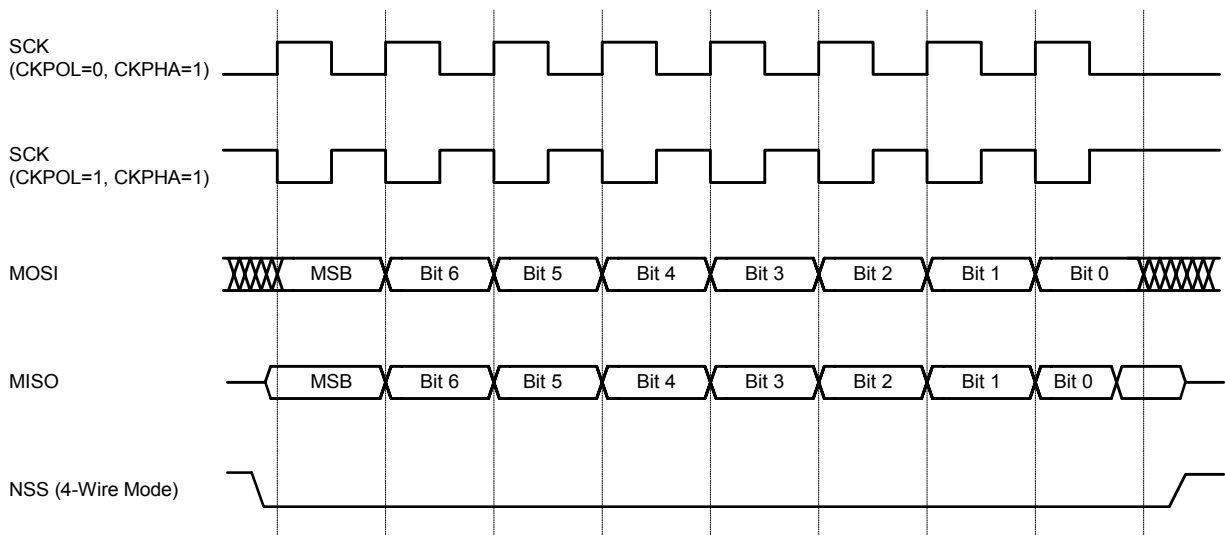 SCK
(CKPOL=0, CKPHA=1)
SCK
(CKPOL=1, CKPHA=1)
MOSI MSB Bit 6 Bit 5 Bit 4 Bit 3 Bit 2 Bit 1 Bit 0
MISO MSB Bit 6 Bit 5 Bit 4 Bit 3 Bit 2 Bit 1 Bit 0
NSS (4-Wire Mode)